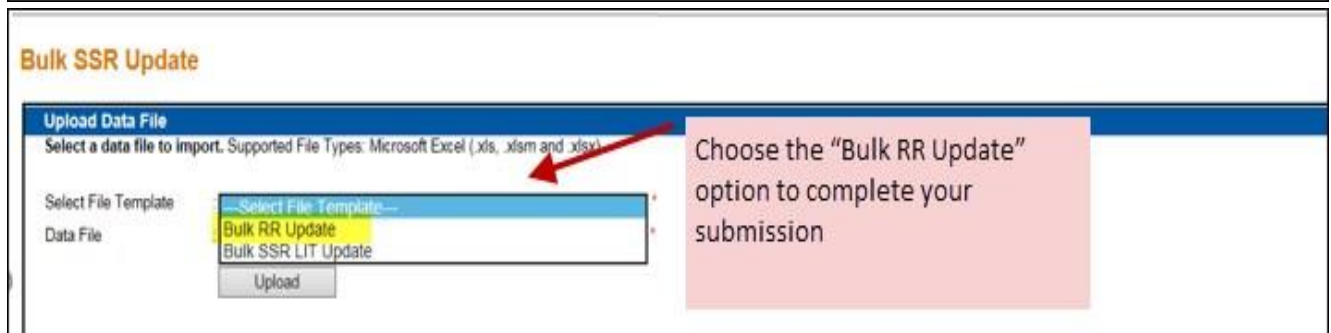 Bulk SSR Update
Upload Data File
Select a data file to import. Supported File Types: Microsoft Excel (.xls, .xlsm and .xlsx)
Choose the “Bulk RR Update”
option to complete your
submission
Select File Template
---Select File Template---
*
Bulk RR Update
Data File
*
Bulk SSR LIT Update
Upload